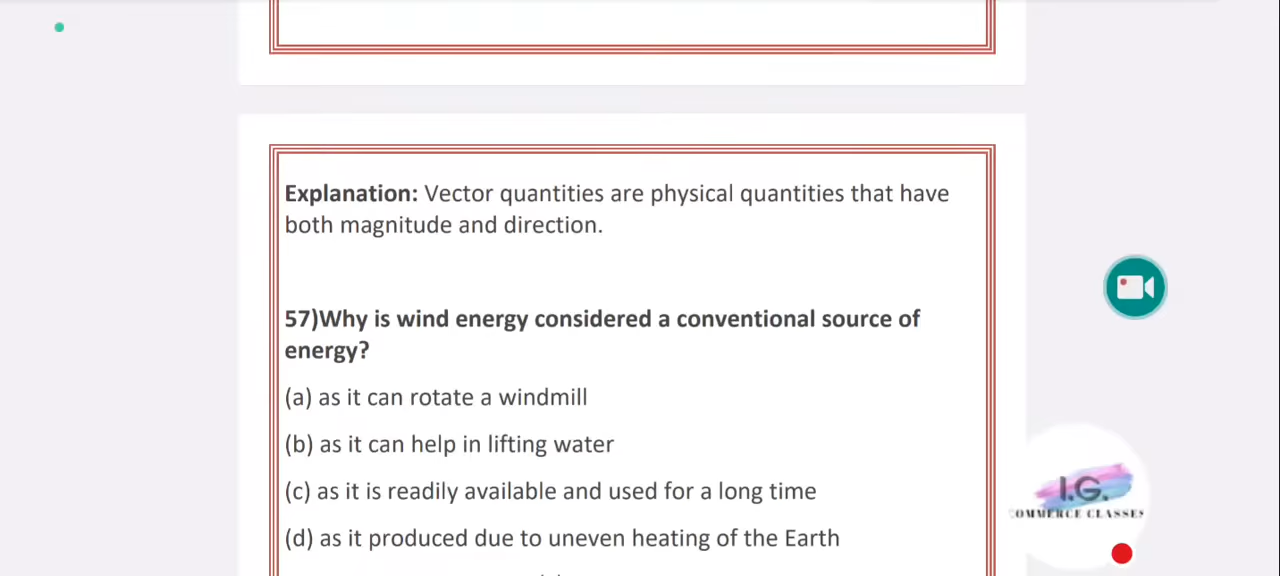 Explanation: Vector quantities are physical quantities that have
both magnitude and direction.
57)Why is wind energy considered a conventional source of
energy?
(a) as it can rotate a windmill
(b) as it can help in lifting water
(c) as it is readily available and used for a long time
(d) as it produced due to uneven heating of the Earth
I.G.
COMMERCE CLASSES